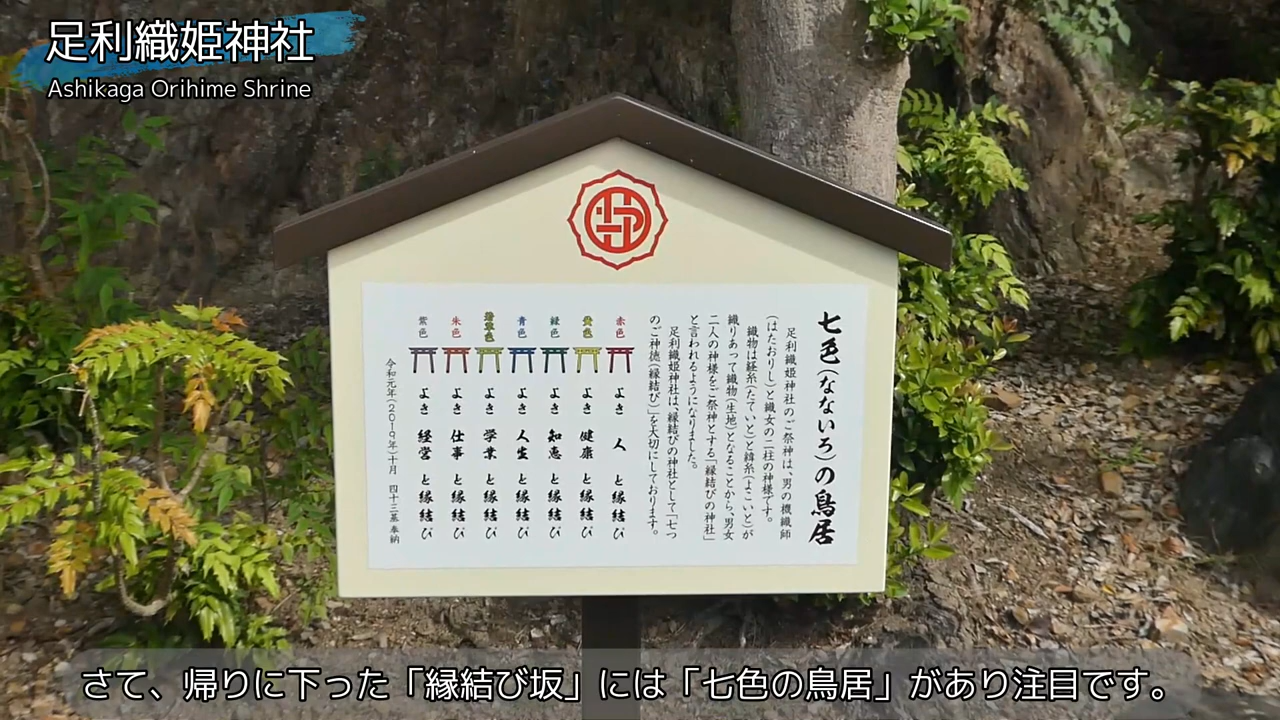 足利織姫神社
Ashikaga Orihime Shrine
七色(なないろ)の鳥居
足利織姫神社のご祭神は、男の機織師
(はたおりし)と織女の二柱の神様です。
織物は経糸(たていと)と緯糸(よこいと)が
織りあって織物(生地)となることから、男女
二人の神様をご祭神とする「縁結びの神社」
と言われるようになりました。
足利織姫神社は、縁結びの神社として「七つ
のご神徳(縁結び)」を大切にしております。
赤色 よき 人 と縁結び
黄色 よき 健康 と縁結び
緑色 よき 知恵 と縁結び
青色 よき 人生 と縁結び
若草色 よき 学業 と縁結び
朱色 よき 仕事 と縁結び
紫色 よき 経営 と縁結び
令和元年(2019年)十月 四十三基奉納
さて、帰りに下った「縁結び坂」には「七色の鳥居」があり注目です。